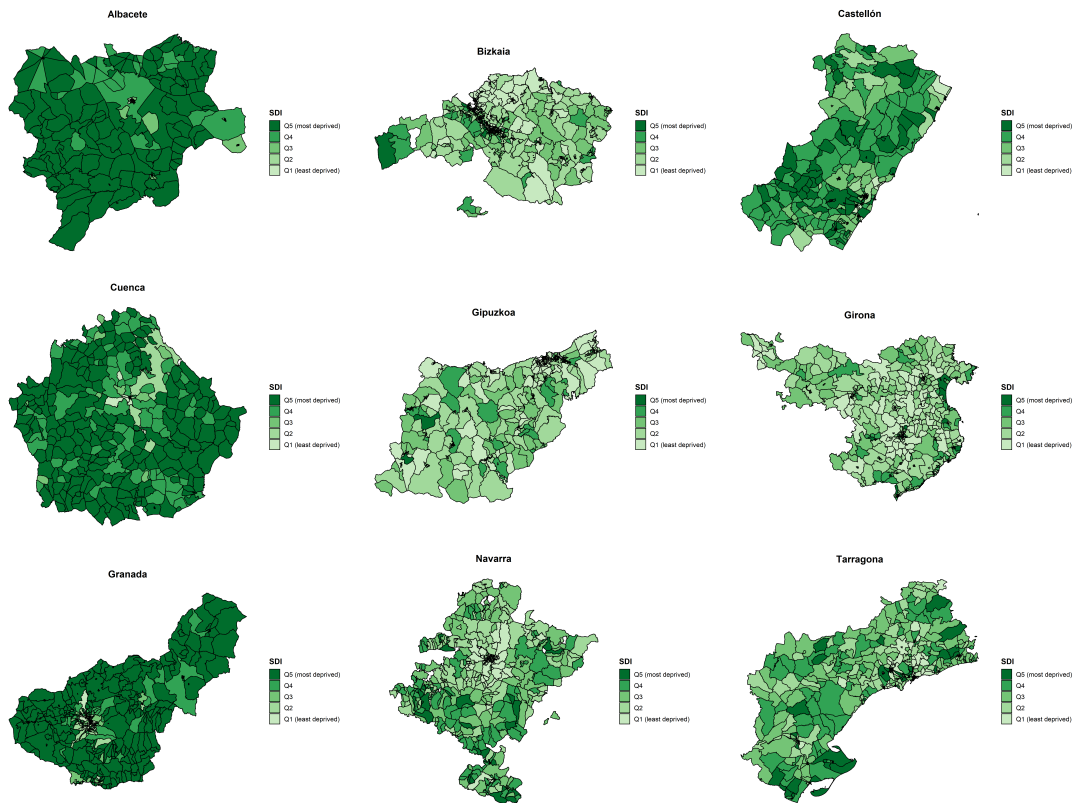 Albacete
SDI
Q5 (most deprived)
Q4
Q3
Q2
Q1 (least deprived)
Bizkaia
SDI
Q5 (most deprived)
Q4
Q3
Q2
Q1 (least deprived)
Castellón
SDI
Q5 (most deprived)
Q4
Q3
Q2
Q1 (least deprived)
Cuenca
SDI
Q5 (most deprived)
Q4
Q3
Q2
Q1 (least deprived)
Gipuzkoa
SDI
Q5 (most deprived)
Q4
Q3
Q2
Q1 (least deprived)
Girona
SDI
Q5 (most deprived)
Q4
Q3
Q2
Q1 (least deprived)
Granada
SDI
Q5 (most deprived)
Q4
Q3
Q2
Q1 (least deprived)
Navarra
SDI
Q5 (most deprived)
Q4
Q3
Q2
Q1 (least deprived)
Tarragona
SDI
Q5 (most deprived)
Q4
Q3
Q2
Q1 (least deprived)